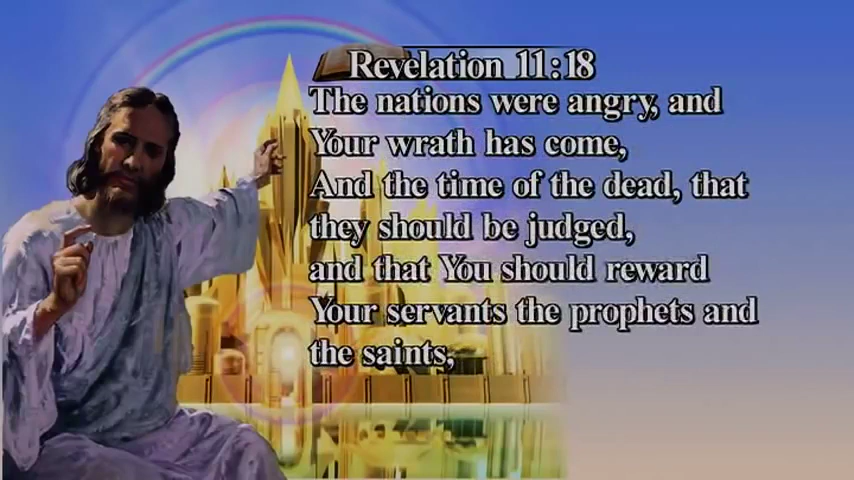 Revelation 11:18
The nations were angry, and
Your wrath has come,
And the time of the dead, that
they should be judged,
and that You should reward
Your servants the prophets and
the saints,